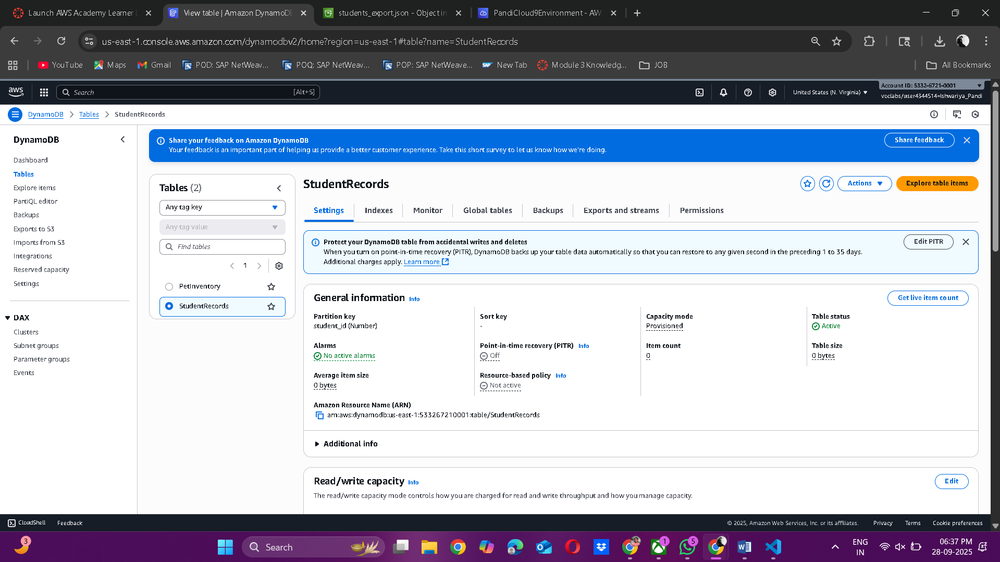 Launch AWS Academy Learner
View table | Amazon DynamoDB
students_export.json - Object in
PandiCloud9Environment - AWS
us-east-1.console.aws.amazon.com/dynamodbv2/home?region=us-east-1#table?name=StudentRecords
YouTube
Maps
Gmail
POD: SAP NetWeav...
POQ: SAP NetWeav...
POP: SAP NetWeave...
New Tab
Module 3 Knowledg...
JOB
All Bookmarks
aws
Search
[Alt+S]
United States (N. Virginia)
Account ID: 5332-6721-0001
voclabs/user4344514=Ishwariya_Pandi
DynamoDB
Tables
StudentRecords
DynamoDB
Dashboard
Tables
Explore items
PartiQL editor
Backups
Exports to S3
Imports from S3
Integrations
Reserved capacity
Settings
DAX
Clusters
Subnet groups
Parameter groups
Events
Share your feedback on Amazon DynamoDB
Your feedback is an important part of helping us provide a better customer experience. Take this short survey to let us know how we're doing.
Share feedback
Tables (2)
Any tag key
Any tag value
Find tables
1
PetInventory
StudentRecords
StudentRecords
Actions
Explore table items
Settings
Indexes
Monitor
Global tables
Backups
Exports and streams
Permissions
Protect your DynamoDB table from accidental writes and deletes
When you turn on point-in-time recovery (PITR), DynamoDB backs up your table data automatically so that you can restore to any given second in the preceding 1 to 35 days.
Additional charges apply. Learn more
Edit PITR
General information Info
Get live item count
Partition key
student_id (Number)
Sort key
-
Capacity mode
Provisioned
Table status
Active
Alarms
No active alarms
Point-in-time recovery (PITR) Info
Off
Item count
0
Table size
0 bytes
Average item size
0 bytes
Resource-based policy Info
Not active
Amazon Resource Name (ARN)
arn:aws:dynamodb:us-east-1:533267210001:table/StudentRecords
Additional info
Read/write capacity Info
Edit
The read/write capacity mode controls how you are charged for read and write throughput and how you manage capacity.
CloudShell
Feedback
© 2025, Amazon Web Services, Inc. or its affiliates.
Privacy
Terms
Cookie preferences
3
Search
1
5
ENG
IN
06:37 PM
28-09-2025